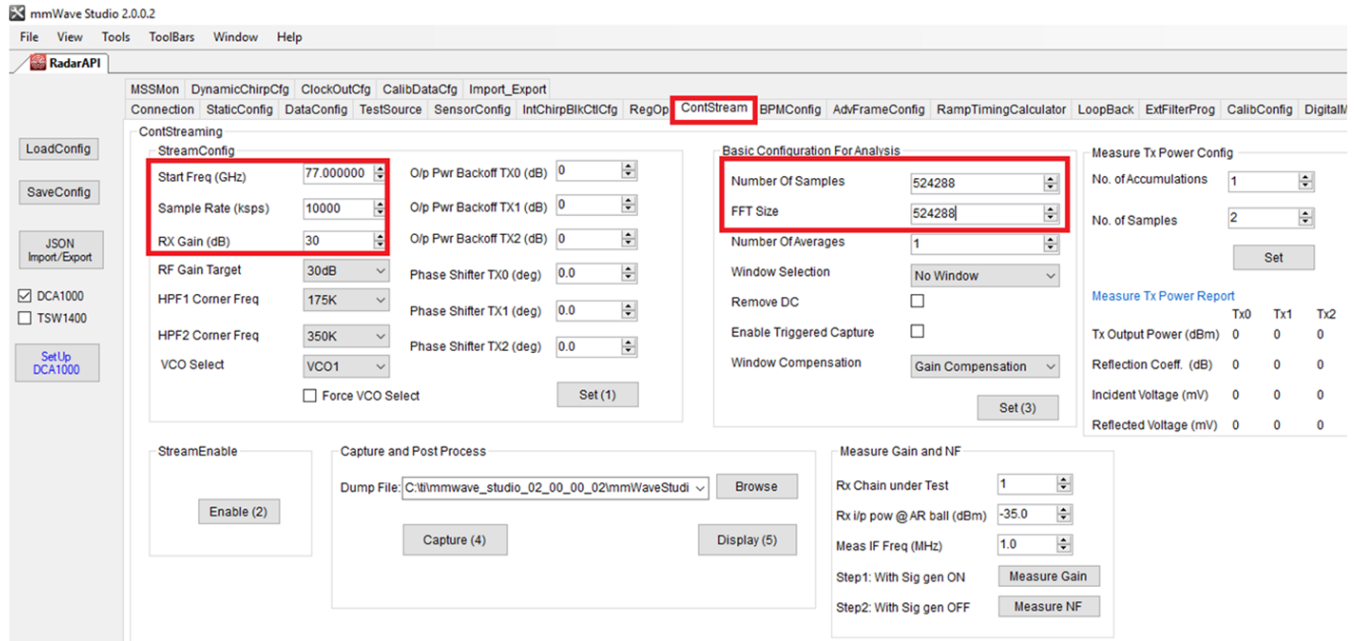 mmWave Studio 2.0.0.2
File View Tools ToolBars Window Help
RadarAPI
MSSMon DynamicChirpCfg ClockOutCfg CalibDataCfg Import_Export
Connection StaticConfig DataConfig TestSource SensorConfig IntChirpBlkCtlCfg RegOp ContStream BPMConfig AdvFrameConfig RampTimingCalculator LoopBack ExtFilterProg CalibConfig DigitalM
LoadConfig
SaveConfig
JSON
Import/Export
DCA1000
TSW1400
SetUp
DCA1000
ContStreaming
StreamConfig
Start Freq (GHz) 77.000000 O/p Pwr Backoff TX0 (dB) 0
Sample Rate (ksps) 10000 O/p Pwr Backoff TX1 (dB) 0
RX Gain (dB) 30 O/p Pwr Backoff TX2 (dB) 0
RF Gain Target 30dB Phase Shifter TX0 (deg) 0.0
HPF1 Corner Freq 175K Phase Shifter TX1 (deg) 0.0
HPF2 Corner Freq 350K Phase Shifter TX2 (deg) 0.0
VCO Select VCO1
Force VCO Select Set (1)
Basic Configuration For Analysis
Number Of Samples 524288
FFT Size 524288
Number Of Averages 1
Window Selection No Window
Remove DC
Enable Triggered Capture
Window Compensation Gain Compensation
Set (3)
Measure Tx Power Config
No. of Accumulations 1
No. of Samples 2
Set
Measure Tx Power Report
Tx0 Tx1 Tx2
Tx Output Power (dBm) 0 0 0
Reflection Coeff. (dB) 0 0 0
Incident Voltage (mV) 0 0 0
Reflected Voltage (mV) 0 0 0
StreamEnable
Enable (2)
Capture and Post Process
Dump File: C:\ti\mmwave_studio_02_00_00_02\mmWaveStudi Browse
Capture (4) Display (5)
Measure Gain and NF
Rx Chain under Test 1
Rx i/p pow @ AR ball (dBm) -35.0
Meas IF Freq (MHz) 1.0
Step1: With Sig gen ON Measure Gain
Step2: With Sig gen OFF Measure NF